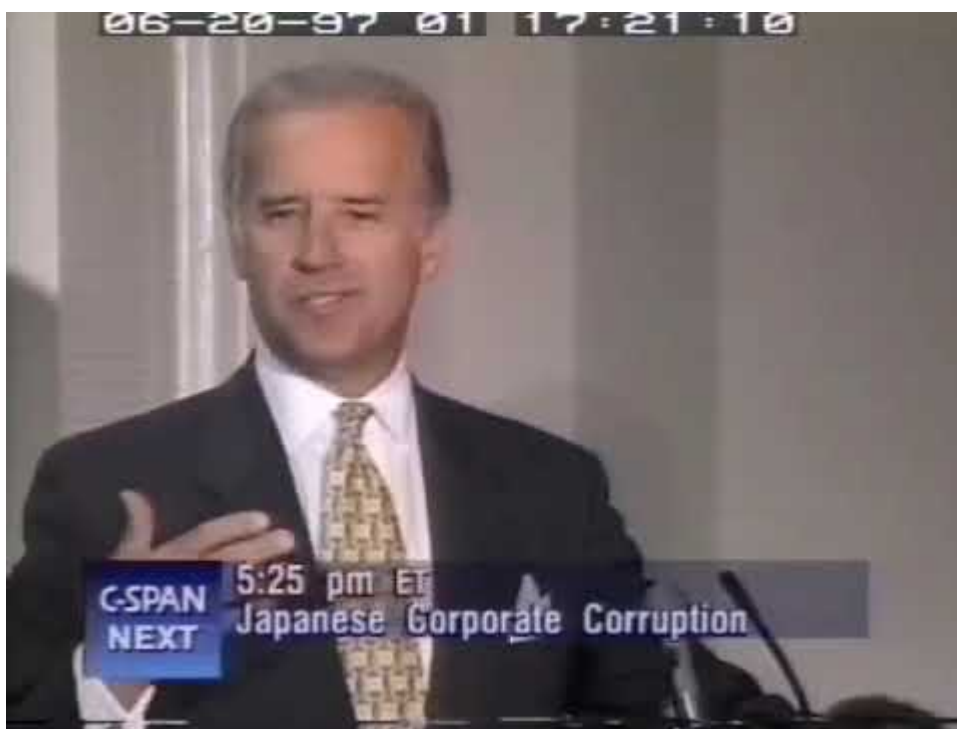 06-20-97 01 17:21:10
C-SPAN
NEXT
5:25 pm ET
Japanese Corporate Corruption